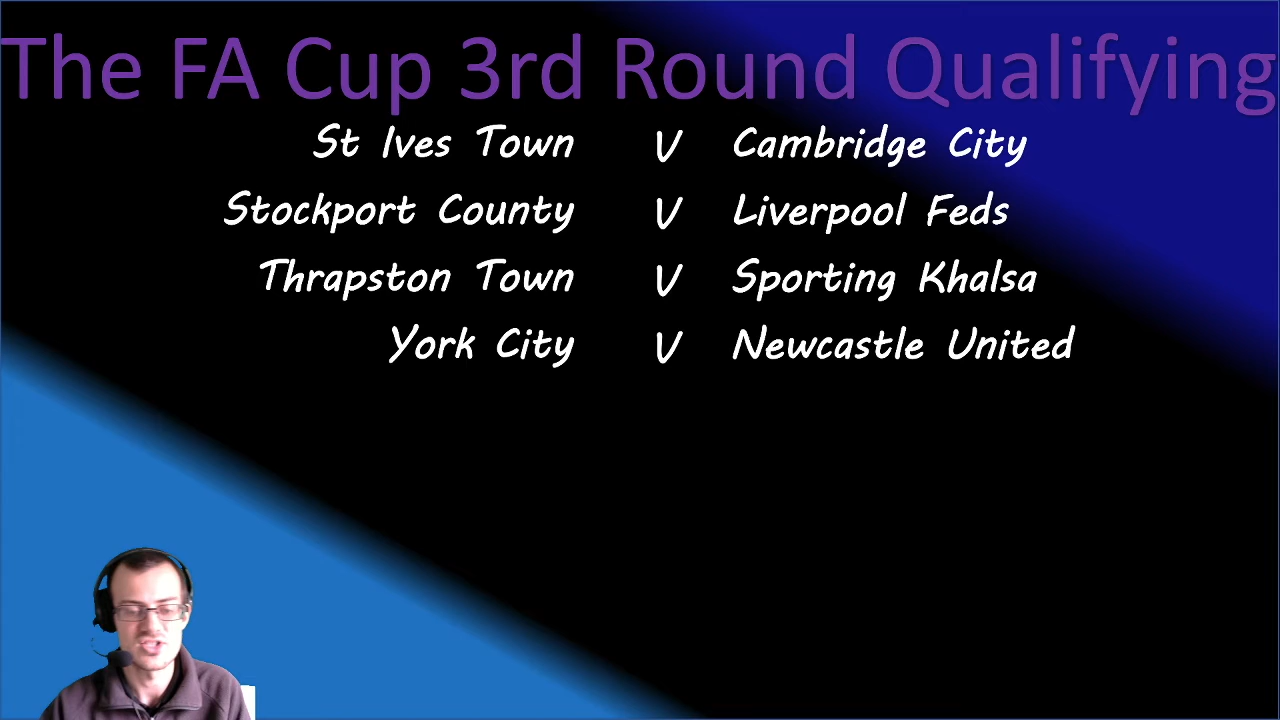 The FA Cup 3rd Round Qualifying
St Ives Town V Cambridge City
Stockport County V Liverpool Feds
Thrapston Town V Sporting Khalsa
York City V Newcastle United